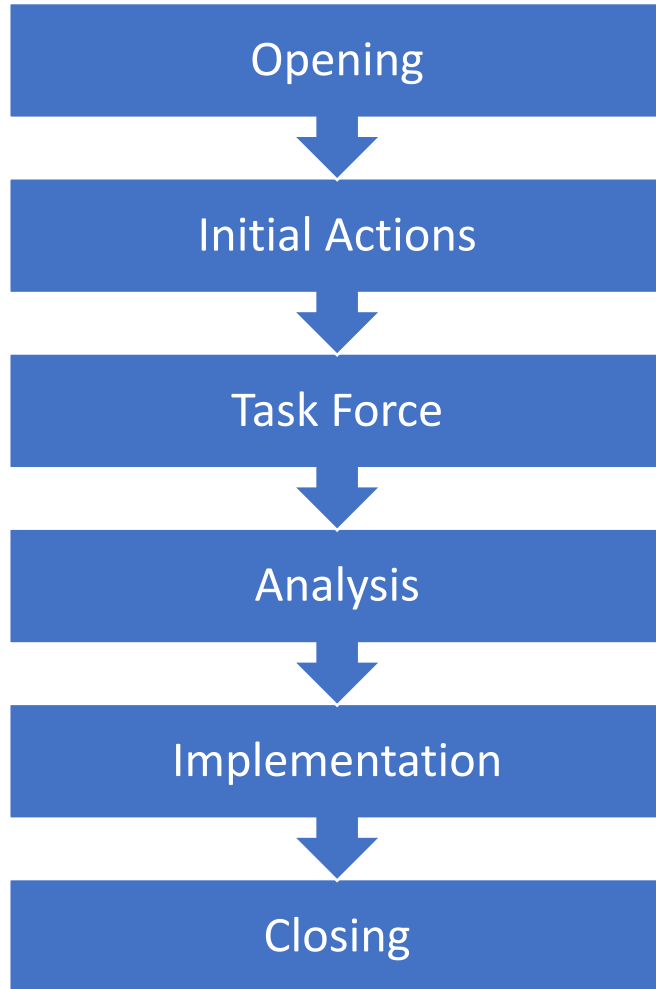 Opening
Initial Actions
Task Force
Analysis
Implementation
Closing